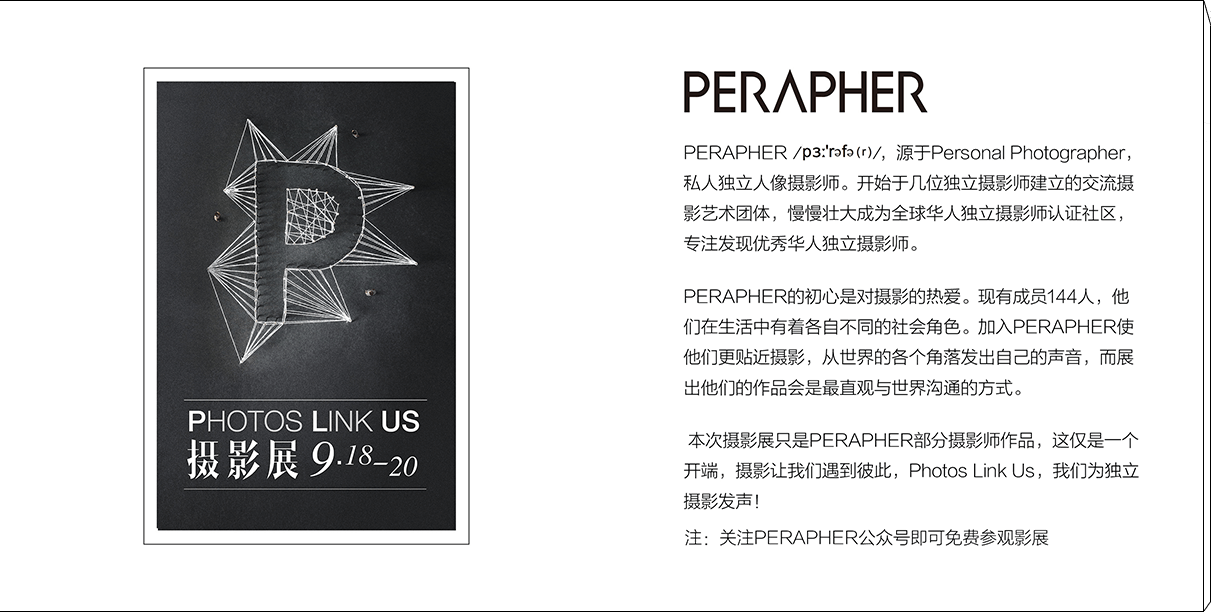 PHOTOS LINK US
摄影展 9.18–20
PERAPHER
PERAPHER /pɜː'rəfə(r)/，源于Personal Photographer，
私人独立人像摄影师。开始于几位独立摄影师建立的交流摄
影艺术团体，慢慢壮大成为全球华人独立摄影师认证社区，
专注发现优秀华人独立摄影师。
PERAPHER的初心是对摄影的热爱。现有成员144人，他
们在生活中有着各自不同的社会角色。加入PERAPHER使
他们更贴近摄影，从世界的各个角落发出自己的声音，而展
出他们的作品会是最直观与世界沟通的方式。
本次摄影展只是PERAPHER部分摄影师作品，这仅是一个
开端，摄影让我们遇到彼此，Photos Link Us，我们为独立
摄影发声！
注：关注PERAPHER公众号即可免费参观影展